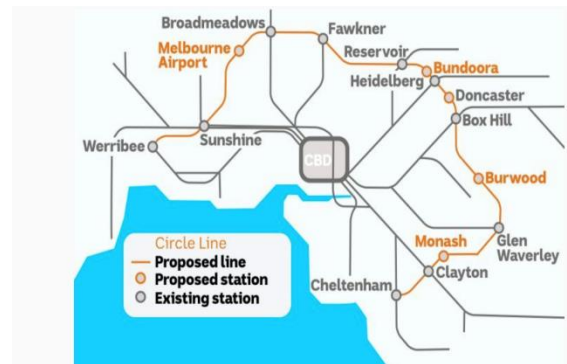 Broadmeadows
Fawkner
Melbourne
Airport
Reservoir
Bundoora
Heidelberg
Doncaster
Box Hill
Werribee
Sunshine
CBD
Burwood
Circle Line
Proposed line
Proposed station
Existing station
Monash
Glen
Waverley
Clayton
Cheltenham